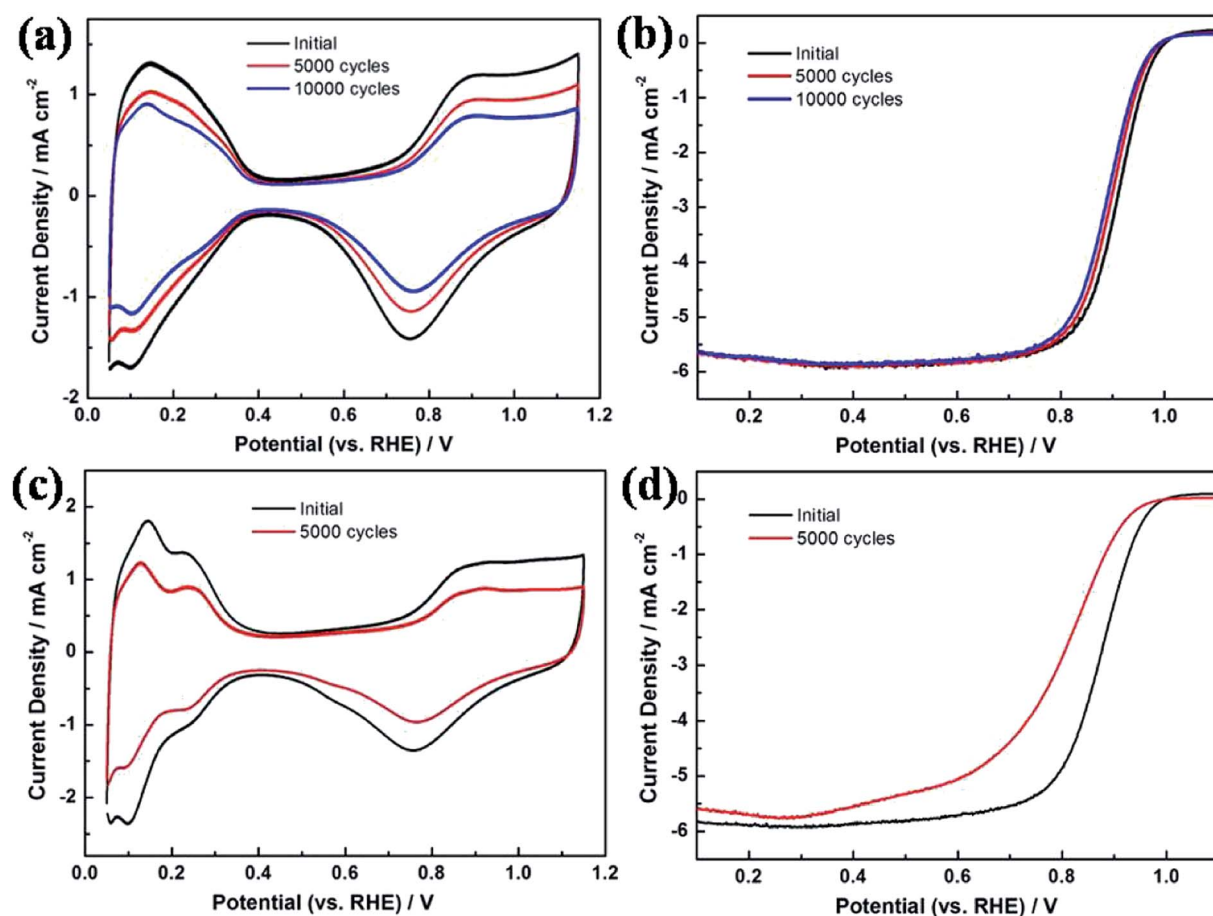 (a)
Initial
5000 cycles
10000 cycles
Current Density / mA cm-2
1
0
-1
-2
0.0 0.2 0.4 0.6 0.8 1.0 1.2
Potential (vs. RHE) / V
(b)
Initial
5000 cycles
10000 cycles
Current Density / mA cm-2
0
-1
-2
-3
-4
-5
-6
0.2 0.4 0.6 0.8 1.0
Potential (vs. RHE) / V
(c)
Initial
5000 cycles
Current Density / mA cm-2
2
1
0
-1
-2
0.0 0.2 0.4 0.6 0.8 1.0 1.2
Potential (vs. RHE) / V
(d)
Initial
5000 cycles
Current Density / mA cm-2
0
-1
-2
-3
-4
-5
-6
0.2 0.4 0.6 0.8 1.0
Potential (vs. RHE) / V